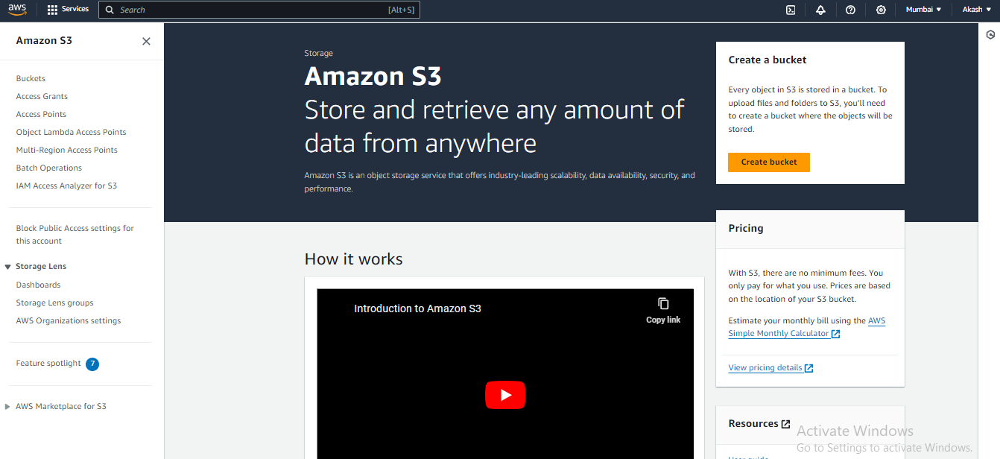 aws
Services
Search
[Alt+S]
Mumbai
Akash
Amazon S3
Buckets
Access Grants
Access Points
Object Lambda Access Points
Multi-Region Access Points
Batch Operations
IAM Access Analyzer for S3
Block Public Access settings for
this account
Storage Lens
Dashboards
Storage Lens groups
AWS Organizations settings
Feature spotlight 7
AWS Marketplace for S3
Storage
Amazon S3
Store and retrieve any amount of
data from anywhere
Amazon S3 is an object storage service that offers industry-leading scalability, data availability, security, and
performance.
How it works
Introduction to Amazon S3
Copy link
Create a bucket
Every object in S3 is stored in a bucket. To
upload files and folders to S3, you'll need
to create a bucket where the objects will be
stored.
Create bucket
Pricing
With S3, there are no minimum fees. You
only pay for what you use. Prices are based
on the location of your S3 bucket.
Estimate your monthly bill using the AWS
Simple Monthly Calculator
View pricing details
Resources
User guide
Activate Windows
Go to Settings to activate Windows.